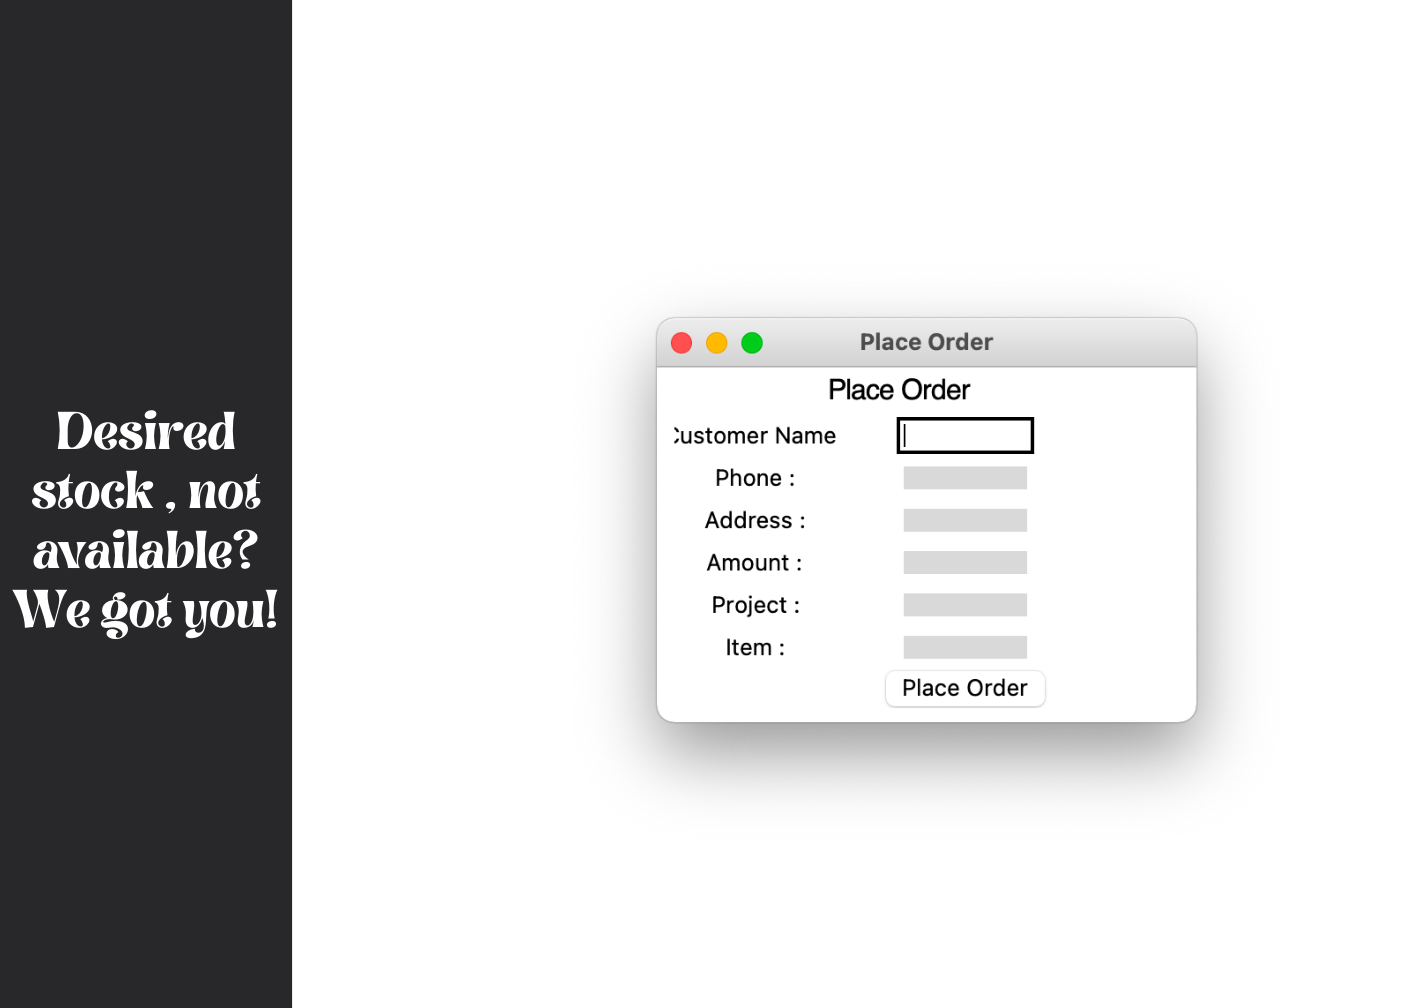 Desired
stock , not
available?
We got you!
Place Order
Place Order
Customer Name
Phone :
Address :
Amount :
Project :
Item :
Place Order